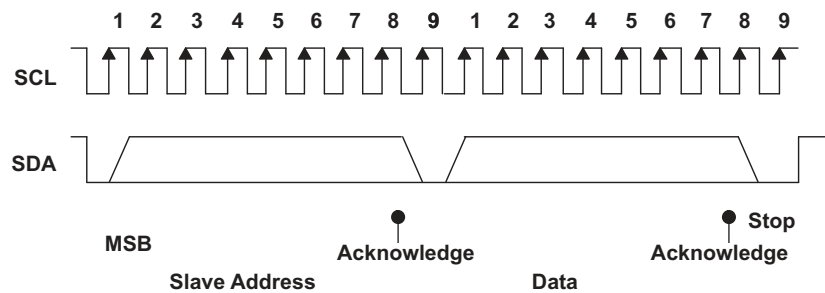 1 2 3 4 5 6 7 8 9 1 2 3 4 5 6 7 8 9
SCL
SDA
Stop
MSB Acknowledge Acknowledge
Slave Address Data